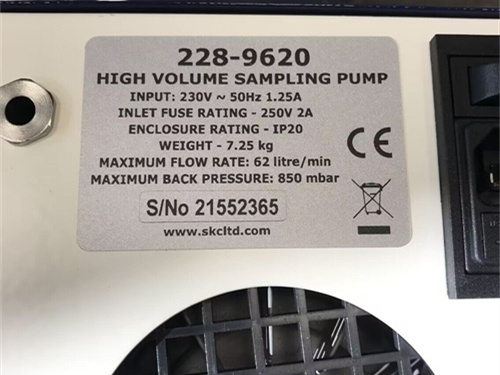 228-9620
HIGH VOLUME SAMPLING PUMP
INPUT: 230V ~ 50Hz 1.25A
INLET FUSE RATING - 250V 2A
ENCLOSURE RATING - IP20
WEIGHT - 7.25 kg
MAXIMUM FLOW RATE: 62 litre/min
MAXIMUM BACK PRESSURE: 850 mbar
CE
S/No 21552365
www.skcltd.com